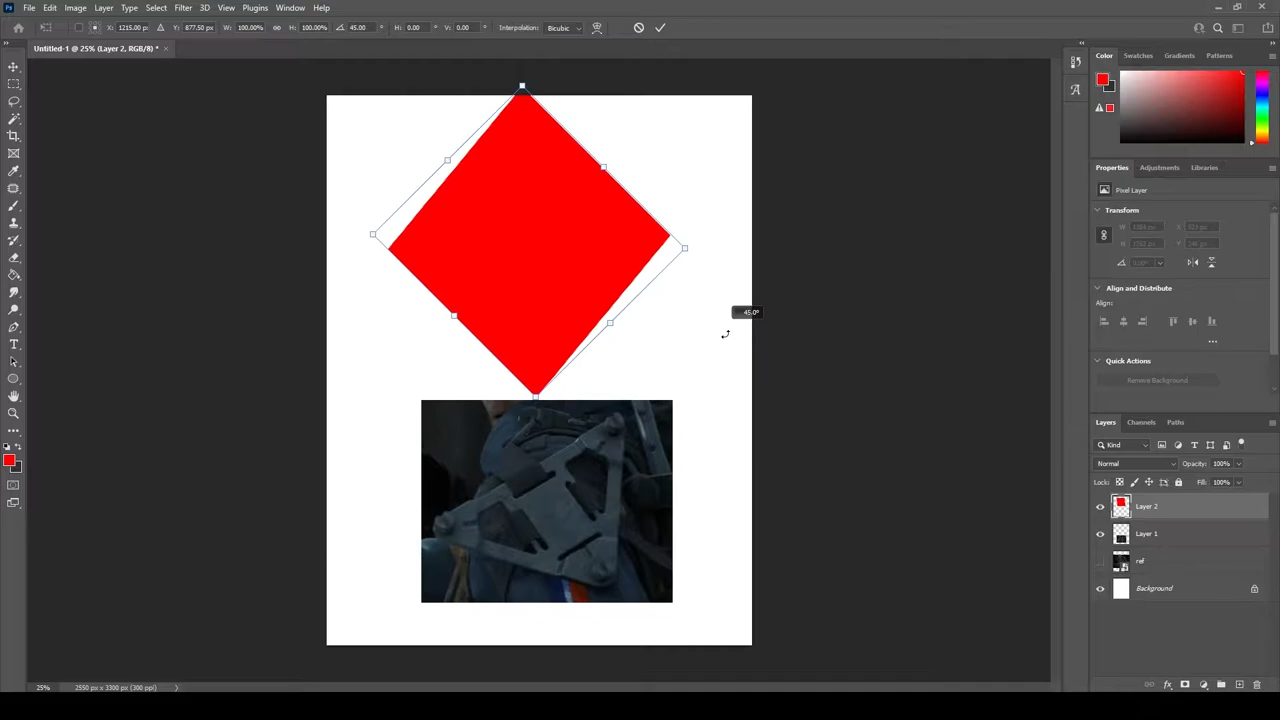 Ps File Edit Image Layer Type Select Filter 3D View Plugins Window Help
X: 1215.00 px Y: 877.50 px W: 100.00% H: 100.00% 45.00 ° H: 0.00 ° V: 0.00 ° Interpolation: Bicubic
Untitled-1 @ 25% (Layer 2, RGB/8) * ×
Color Swatches Gradients Patterns
Properties Adjustments Libraries
Pixel Layer
Transform
W X
H Y
0.00°
Align and Distribute
Align:
45.0°
Quick Actions
Remove Background
Layers Channels Paths
Kind
Normal Opacity: 100%
Lock: Fill: 100%
Layer 2
Layer 1
ref
Background
25% 2550 px x 3300 px (300 ppi)